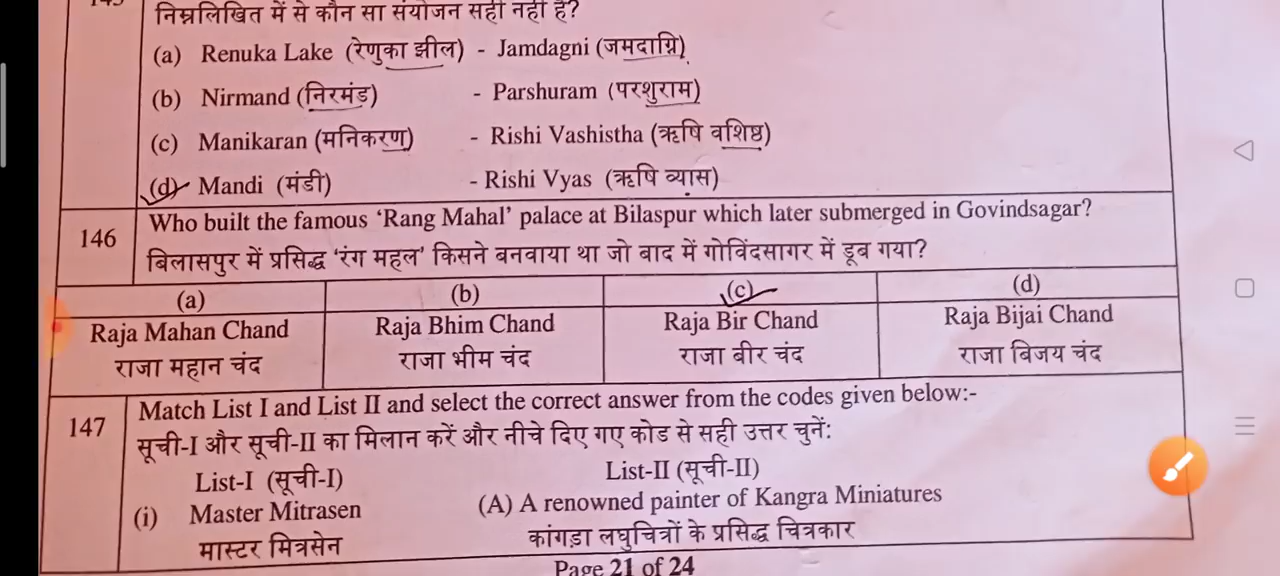 निम्नलिखित में से कौन सा संयोजन सही नहीं है?
(a) Renuka Lake (रेणुका झील) - Jamdagni (जमदाग्नि)
(b) Nirmand (निरमंड) - Parshuram (परशुराम)
(c) Manikaran (मनिकरण) - Rishi Vashistha (ऋषि वशिष्ठ)
(d) Mandi (मंडी) - Rishi Vyas (ऋषि व्यास)
146 Who built the famous ‘Rang Mahal’ palace at Bilaspur which later submerged in Govindsagar?
बिलासपुर में प्रसिद्ध ‘रंग महल’ किसने बनवाया था जो बाद में गोविंदसागर में डूब गया?
(a) (b) (c) (d)
Raja Mahan Chand Raja Bhim Chand Raja Bir Chand Raja Bijai Chand
राजा महान चंद राजा भीम चंद राजा बीर चंद राजा बिजय चंद
147 Match List I and List II and select the correct answer from the codes given below:-
सूची-I और सूची-II का मिलान करें और नीचे दिए गए कोड से सही उत्तर चुनें:
List-I (सूची-I) List-II (सूची-II)
(i) Master Mitrasen (A) A renowned painter of Kangra Miniatures
मास्टर मित्रसेन कांगड़ा लघुचित्रों के प्रसिद्ध चित्रकार
Page 21 of 24